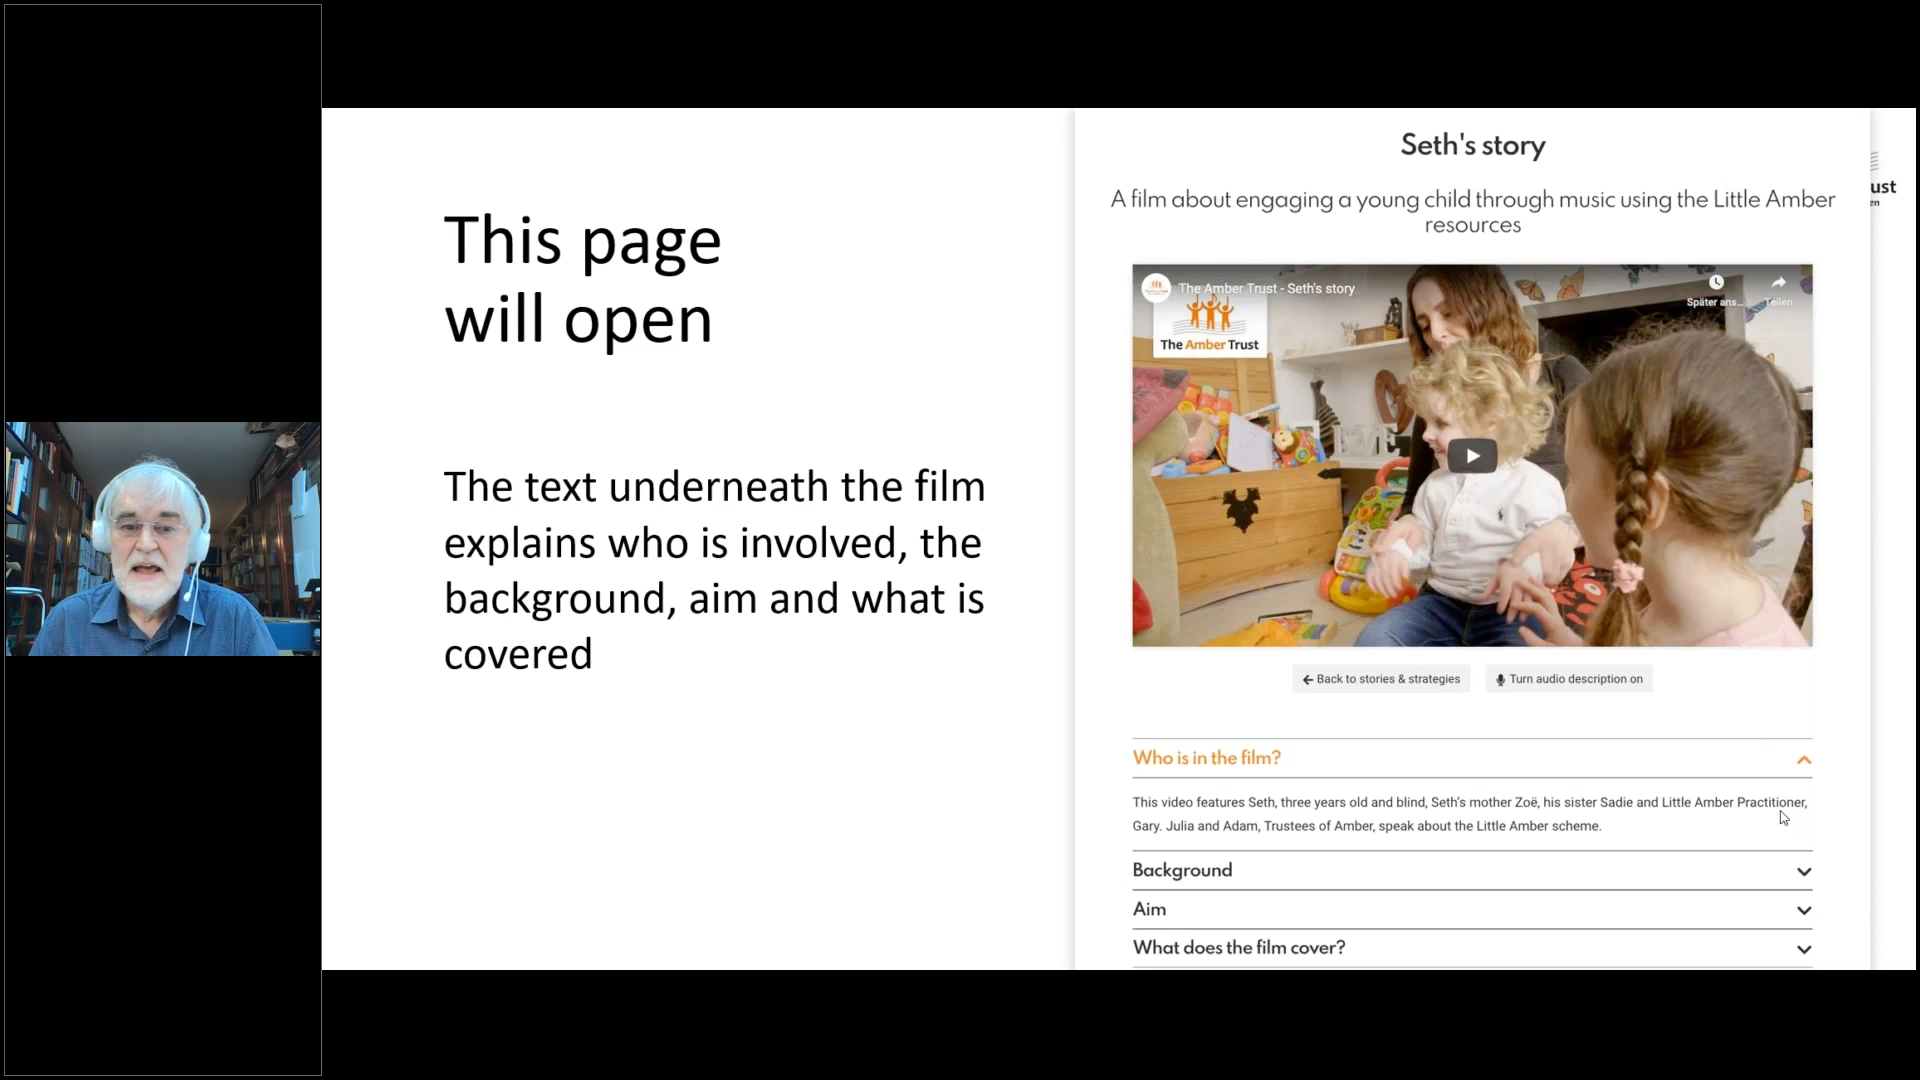 This page
will open
The text underneath the film
explains who is involved, the
background, aim and what is
covered
Seth's story
A film about engaging a young child through music using the Little Amber
resources
The Amber Trust - Seth's story
Später ans...
Teilen
The Amber Trust
Back to stories & strategies
Turn audio description on
Who is in the film?
This video features Seth, three years old and blind, Seth's mother Zoë, his sister Sadie and Little Amber Practitioner,
Gary. Julia and Adam, Trustees of Amber, speak about the Little Amber scheme.
Background
Aim
What does the film cover?
ust
en